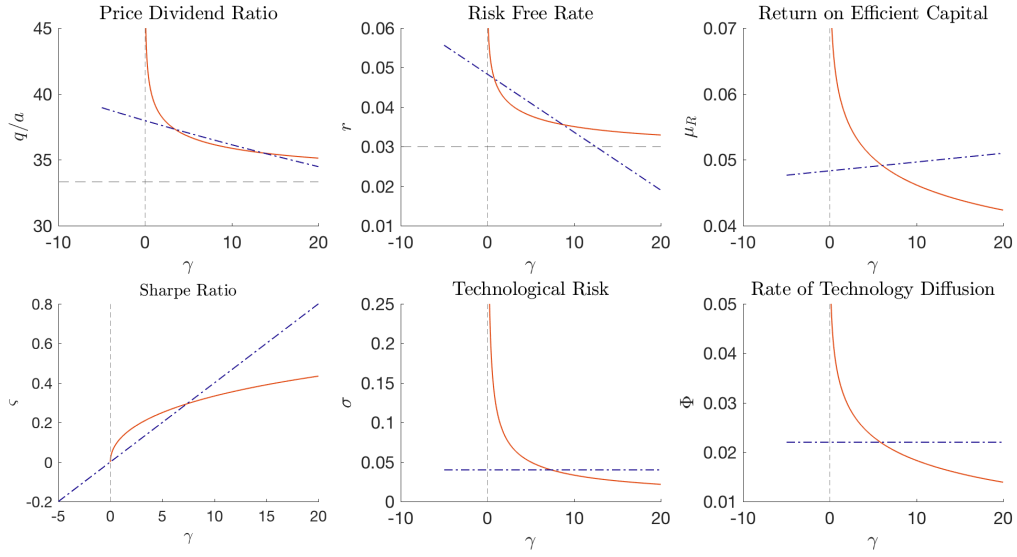 Price Dividend Ratio
45
40
35
30
q/a
-10 0 10 20
γ
Risk Free Rate
0.06
0.05
0.04
0.03
0.02
0.01
r
-10 0 10 20
γ
Return on Efficient Capital
0.07
0.06
0.05
0.04
μ_R
-10 0 10 20
γ
Sharpe Ratio
0.8
0.6
0.4
0.2
0
-0.2
ς
-5 0 5 10 15 20
γ
Technological Risk
0.25
0.20
0.15
0.10
0.050
0
σ
-10 0 10 20
γ
Rate of Technology Diffusion
0.05
0.04
0.03
0.02
0.01
Φ
-10 0 10 20
γ